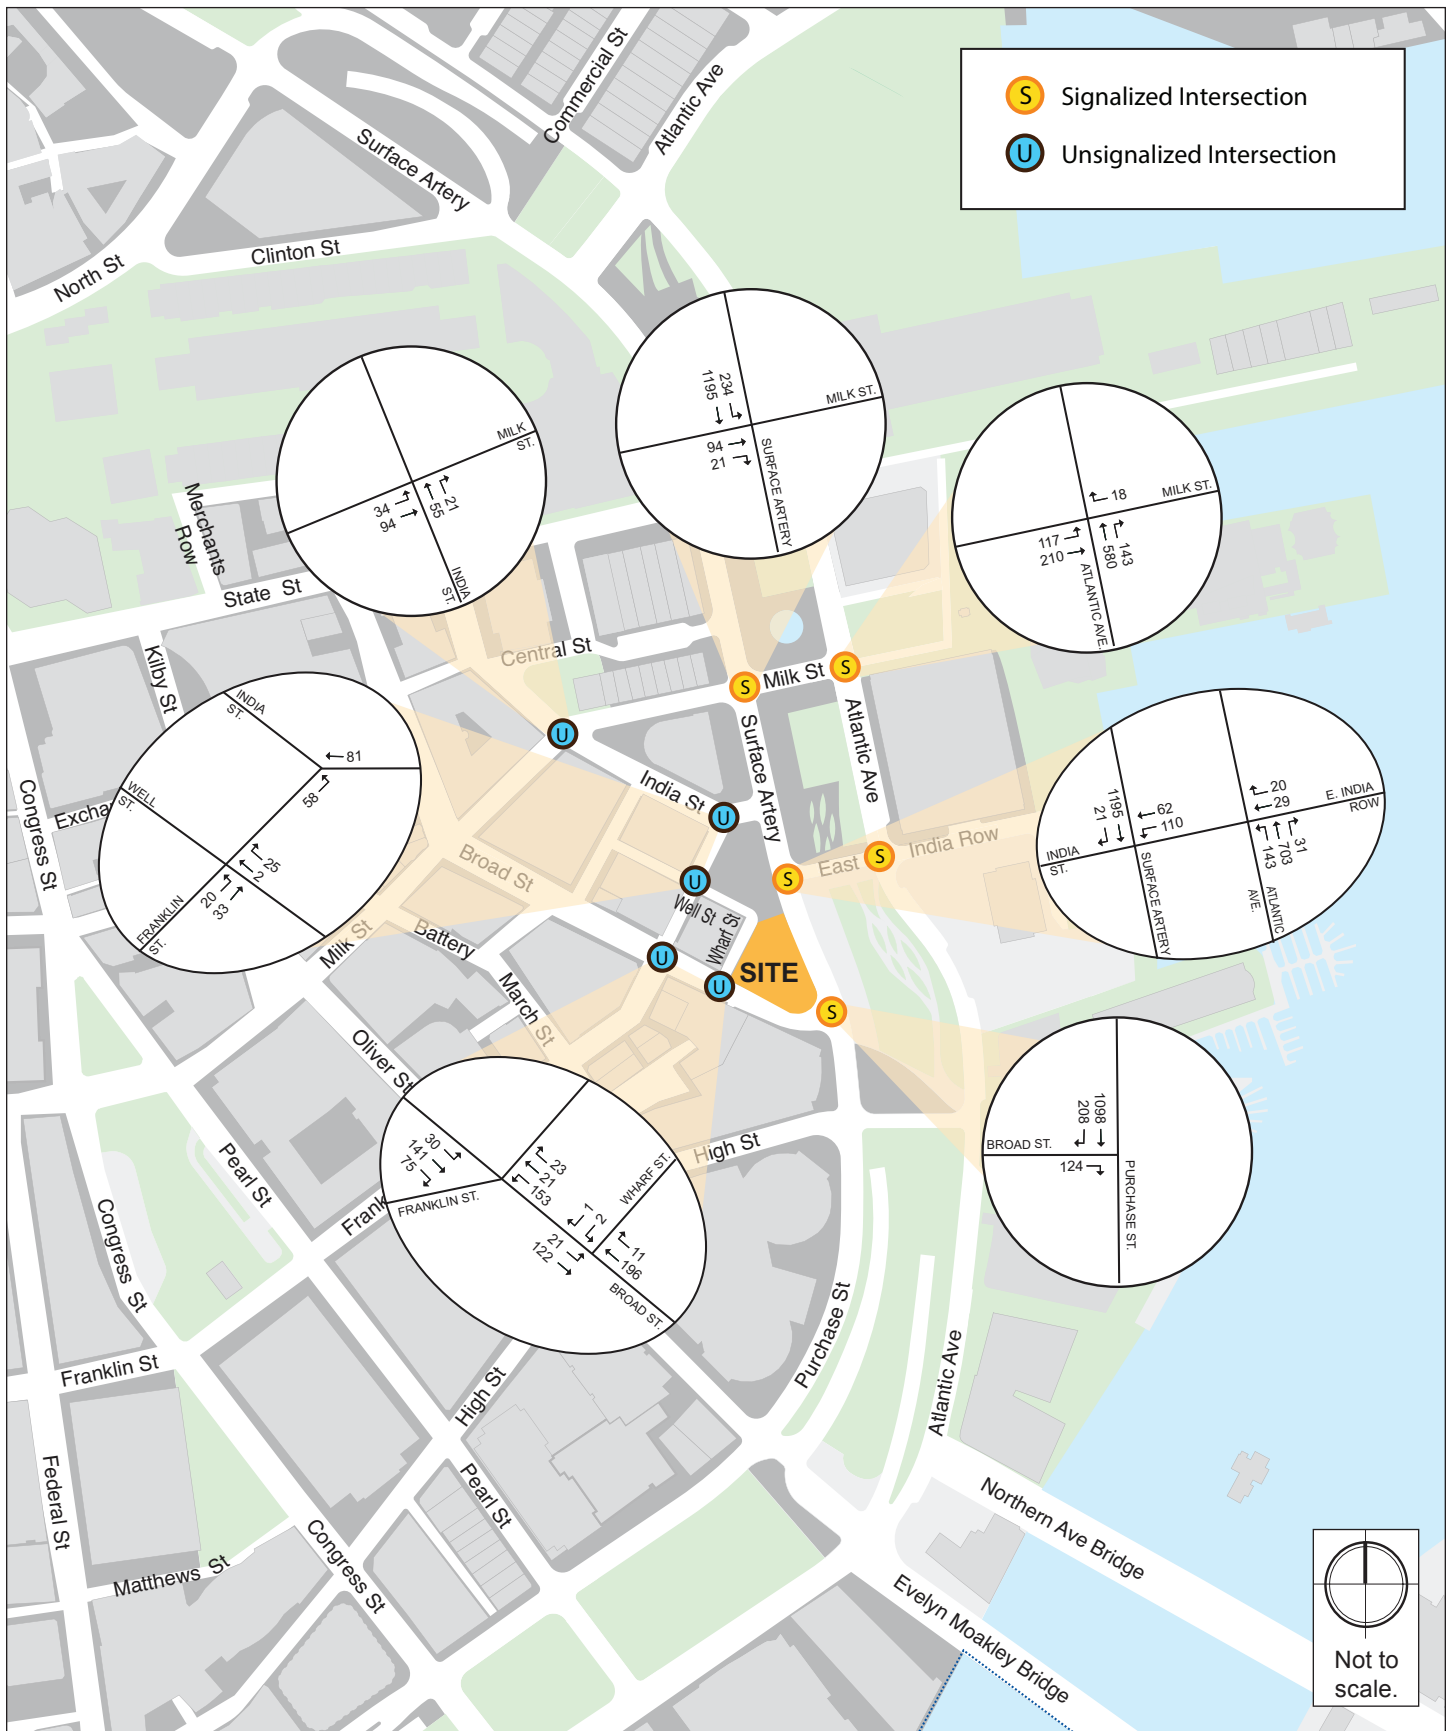 S Signalized Intersection
U Unsignalized Intersection
Commercial St
Atlantic Ave
Surface Artery
Clinton St
North St
Merchants
Row
State St
Kilby St
Central St
Milk St
Surface Artery
Atlantic Ave
India St
East India Row
Congress St
Exchan
Broad St
Well St
Wharf St
SITE
Milk St
Battery
March St
Oliver St
High St
Pearl St
Frank
Congress St
Purchase St
Atlantic Ave
Franklin St
High St
Federal St
Pearl St
Matthews St
Congress St
Northern Ave Bridge
Evelyn Moakley Bridge
S
S
S
S
S
U
U
U
U
U
MILK
ST.
34
94
55
21
INDIA
ST.
1195
234
MILK ST.
94
21
SURFACE ARTERY
18
MILK ST.
117
210
580
143
ATLANTIC AVE.
INDIA
ST.
81
58
WELL
ST.
25
2
20
33
FRANKLIN
ST.
1195
21
62
110
20
29
E. INDIA
ROW
INDIA
ST.
143
703
31
SURFACE ARTERY
ATLANTIC
AVE.
30
141
75
FRANKLIN ST.
23
21
153
1
2
WHARF ST.
21
122
11
196
BROAD ST.
1098
208
BROAD ST.
124
PURCHASE ST.
Not to
scale.